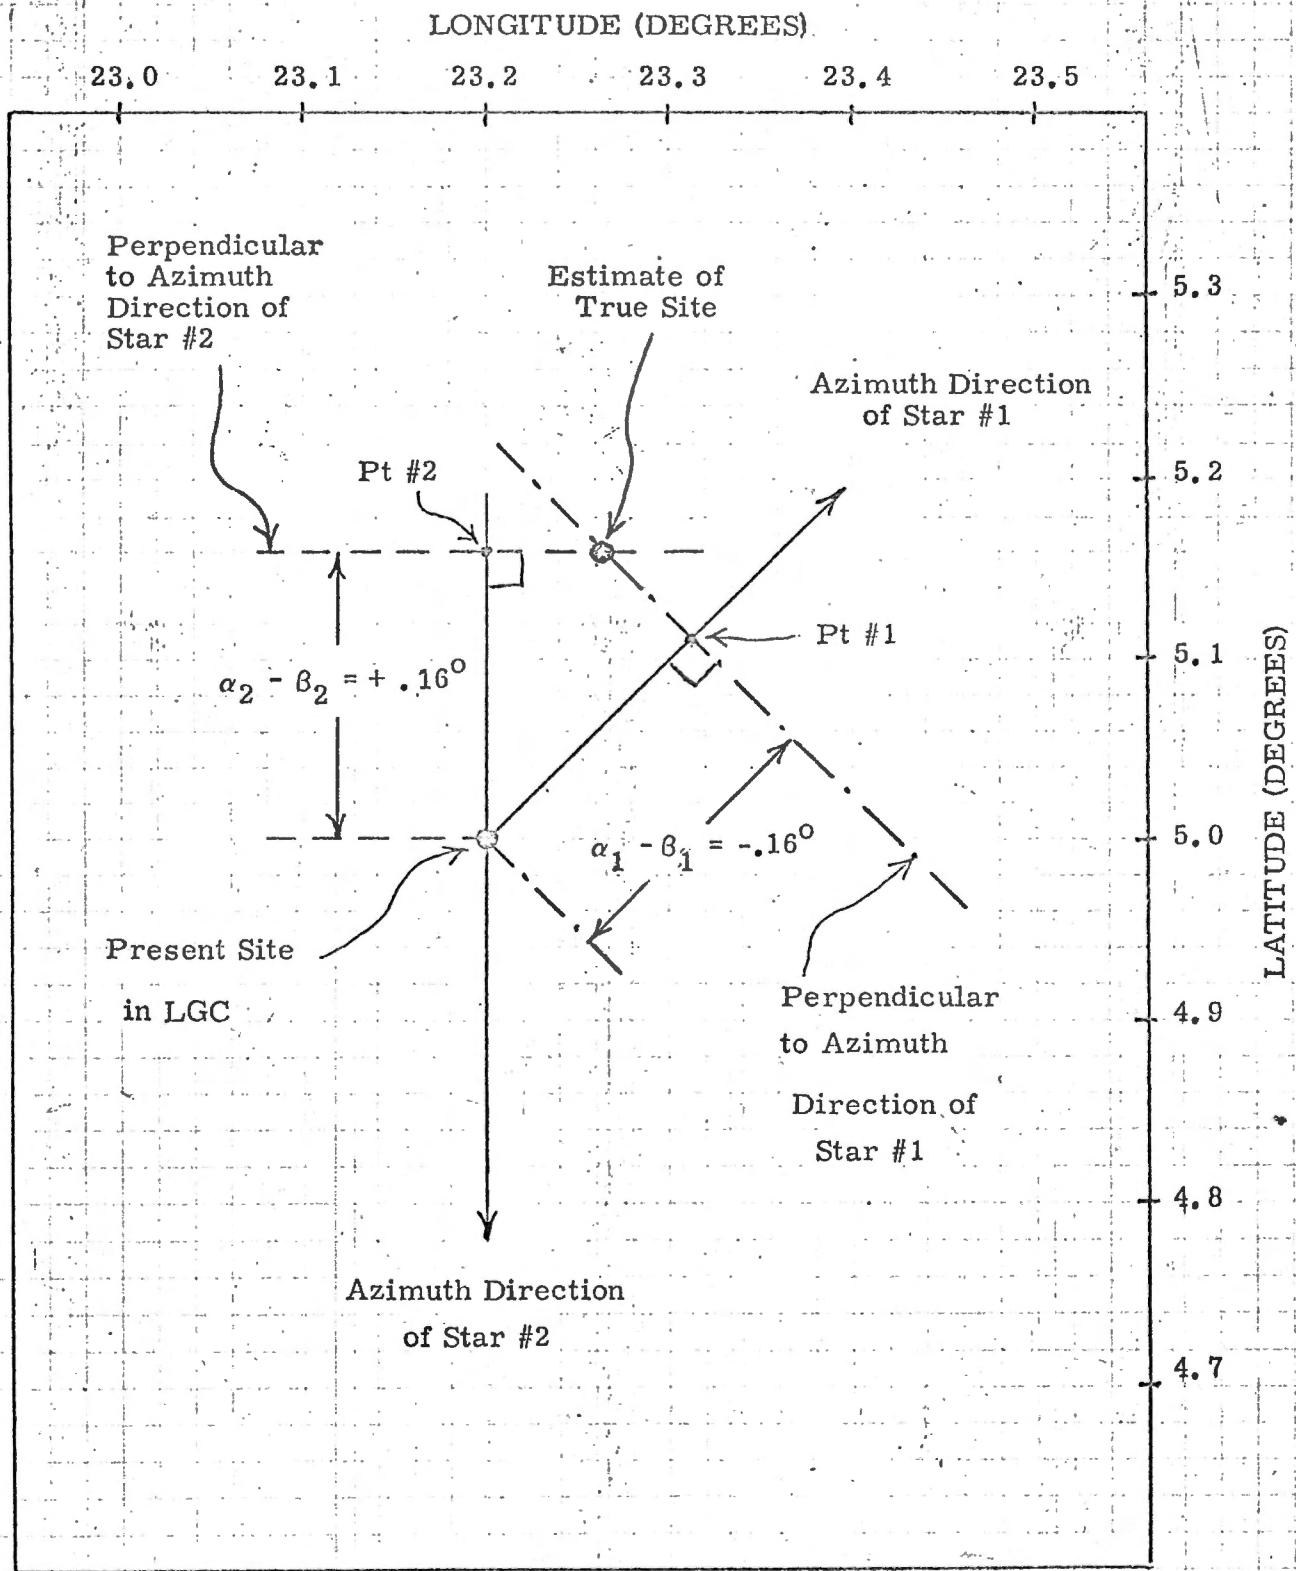 LONGITUDE (DEGREES)
23.0 23.1 23.2 23.3 23.4 23.5
Perpendicular
to Azimuth
Direction of
Star #2
Estimate of
True Site
5.3
Azimuth Direction
of Star #1
Pt #2
5.2
Pt #1
5.1
α₂ - β₂ = + .16°
LATITUDE (DEGREES)
5.0
α₁ - β₁ = -.16°
Present Site
in LGC
Perpendicular
to Azimuth
Direction of
Star #1
4.9
4.8
Azimuth Direction
of Star #2
4.7